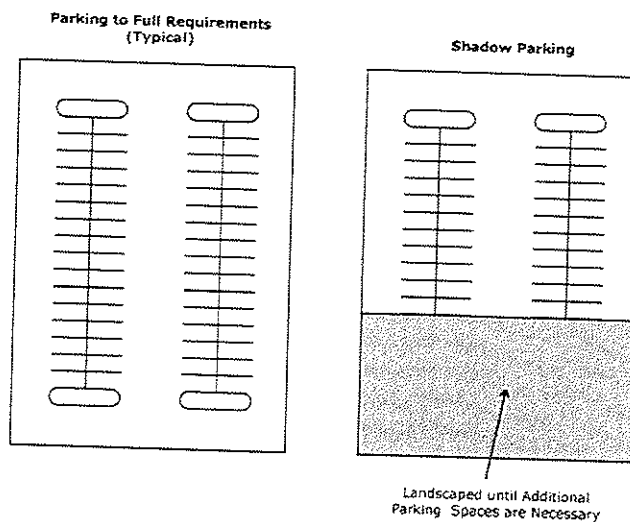 Parking to Full Requirements
(Typical)
Shadow Parking
Landscaped until Additional
Parking Spaces are Necessary